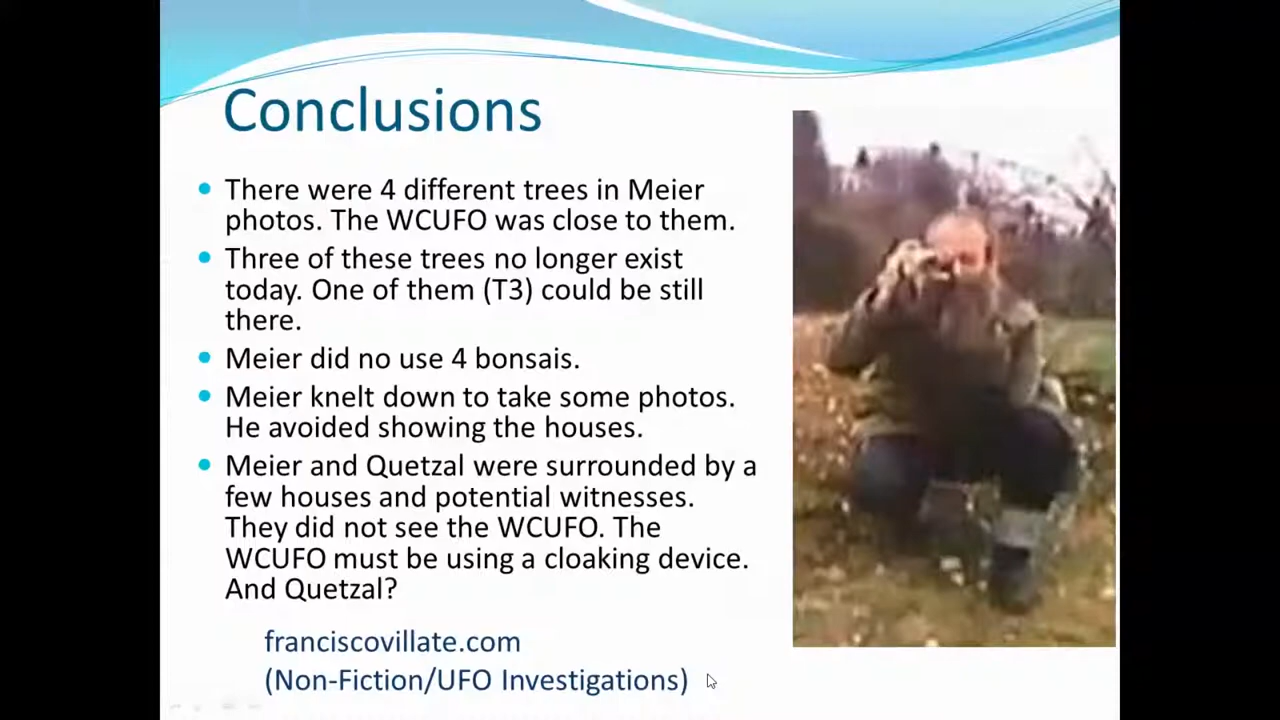 Conclusions
There were 4 different trees in Meier
photos. The WCUFO was close to them.
Three of these trees no longer exist
today. One of them (T3) could be still
there.
Meier did no use 4 bonsais.
Meier knelt down to take some photos.
He avoided showing the houses.
Meier and Quetzal were surrounded by a
few houses and potential witnesses.
They did not see the WCUFO. The
WCUFO must be using a cloaking device.
And Quetzal?
franciscovillate.com
(Non-Fiction/UFO Investigations)